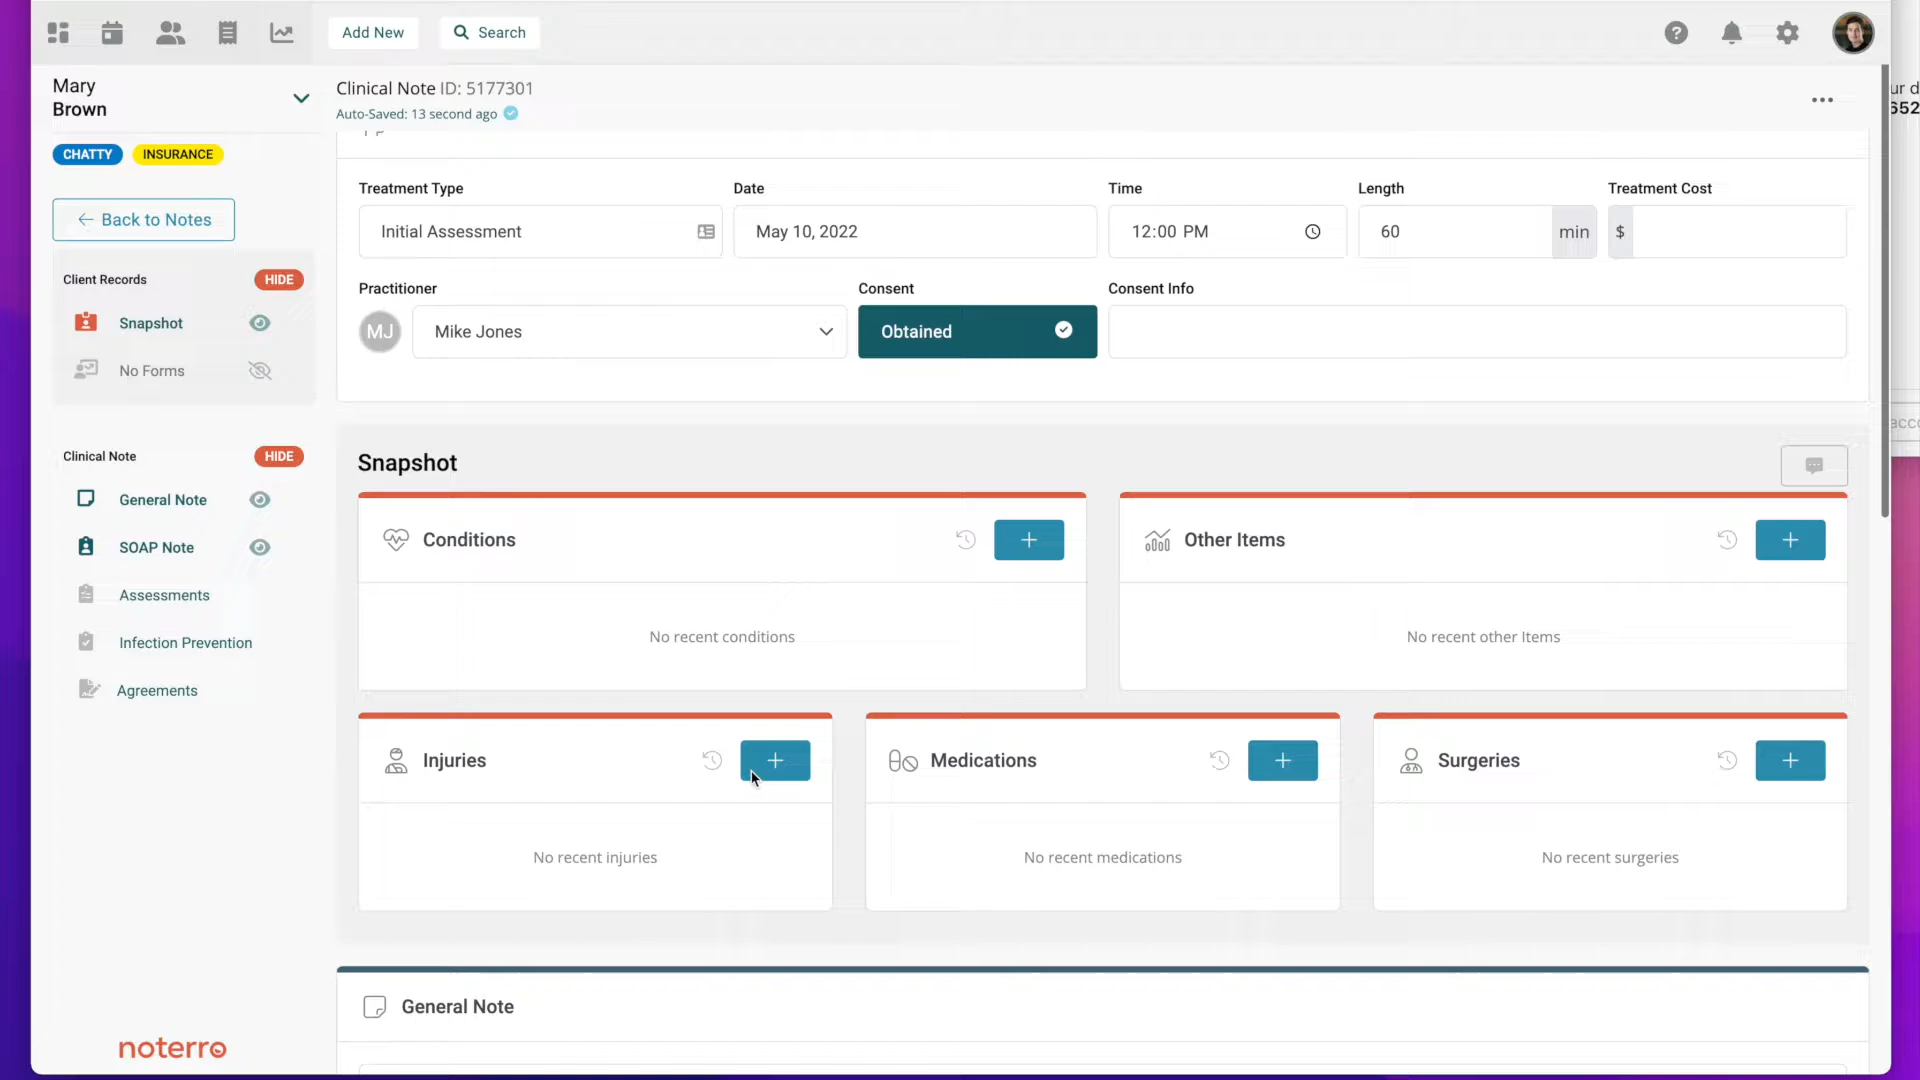 Add New
Search
Mary
Brown
CHATTY
INSURANCE
Back to Notes
Client Records
HIDE
Snapshot
No Forms
Clinical Note
HIDE
General Note
SOAP Note
Assessments
Infection Prevention
Agreements
noterro
Clinical Note ID: 5177301
Auto-Saved: 13 second ago
Treatment Type
Date
Time
Length
Treatment Cost
Initial Assessment
May 10, 2022
12:00 PM
60
min
$
Practitioner
Consent
Consent Info
MJ
Mike Jones
Obtained
Snapshot
Conditions
Other Items
No recent conditions
No recent other Items
Injuries
Medications
Surgeries
No recent injuries
No recent medications
No recent surgeries
General Note
ur d
652
acco